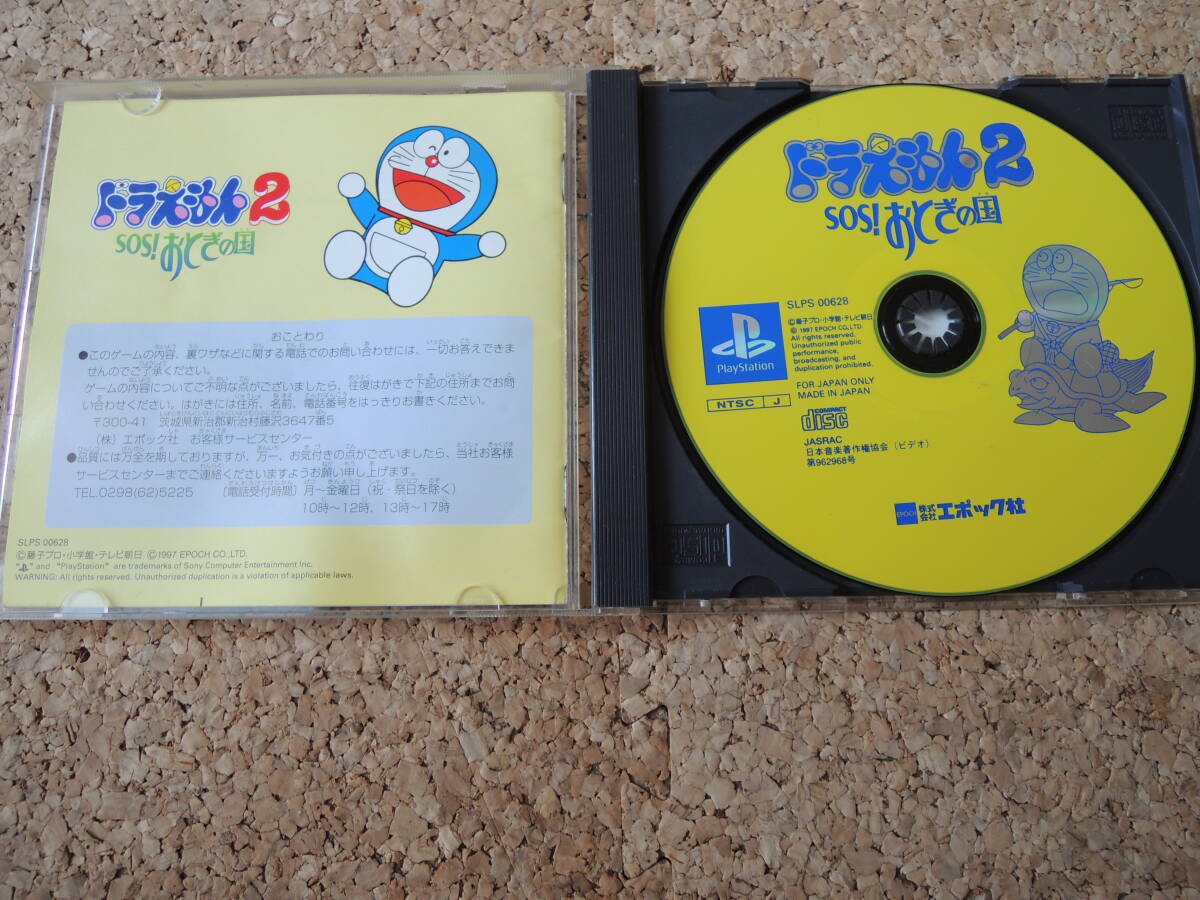 ドラえもん2
SOS!おとぎの国
おことわり
●このゲームの内容、裏ワザなどに関する電話でのお問い合わせには、一切お答えできま
せんのでご了承ください。
ゲームの内容についてご不明な点がございましたら、往復はがきで下記の住所までお問
い合わせください。はがきには住所、名前、電話番号をはっきりお書きください。
〒300-41 茨城県新治郡新治村藤沢3647番5
(株)エポック社 お客様サービスセンター
●品質には万全を期しておりますが、万一、お気付きの点がございましたら、当社お客様
サービスセンターまでご連絡くださいますようお願い申し上げます。
TEL.0298(62)5225 〔電話受付時間〕月〜金曜日(祝・祭日を除く)
10時〜12時、13時〜17時
SLPS 00628
©藤子プロ・小学館・テレビ朝日 ©1997 EPOCH CO.,LTD.
"PS" and "PlayStation" are trademarks of Sony Computer Entertainment Inc.
WARNING: All rights reserved. Unauthorized duplication is a violation of applicable laws.
ドラえもん2
SOS!おとぎの国
PlayStation
NTSC J
SLPS 00628
©藤子プロ・小学館・テレビ朝日
©1997 EPOCH CO.,LTD.
All rights reserved.
Unauthorized public
performance,
broadcasting, and
duplication prohibited.
FOR JAPAN ONLY
MADE IN JAPAN
COMPACT
disc
JASRAC
日本音楽著作権協会(ビデオ)
第962968号
EPOCH 株式会社エポック社